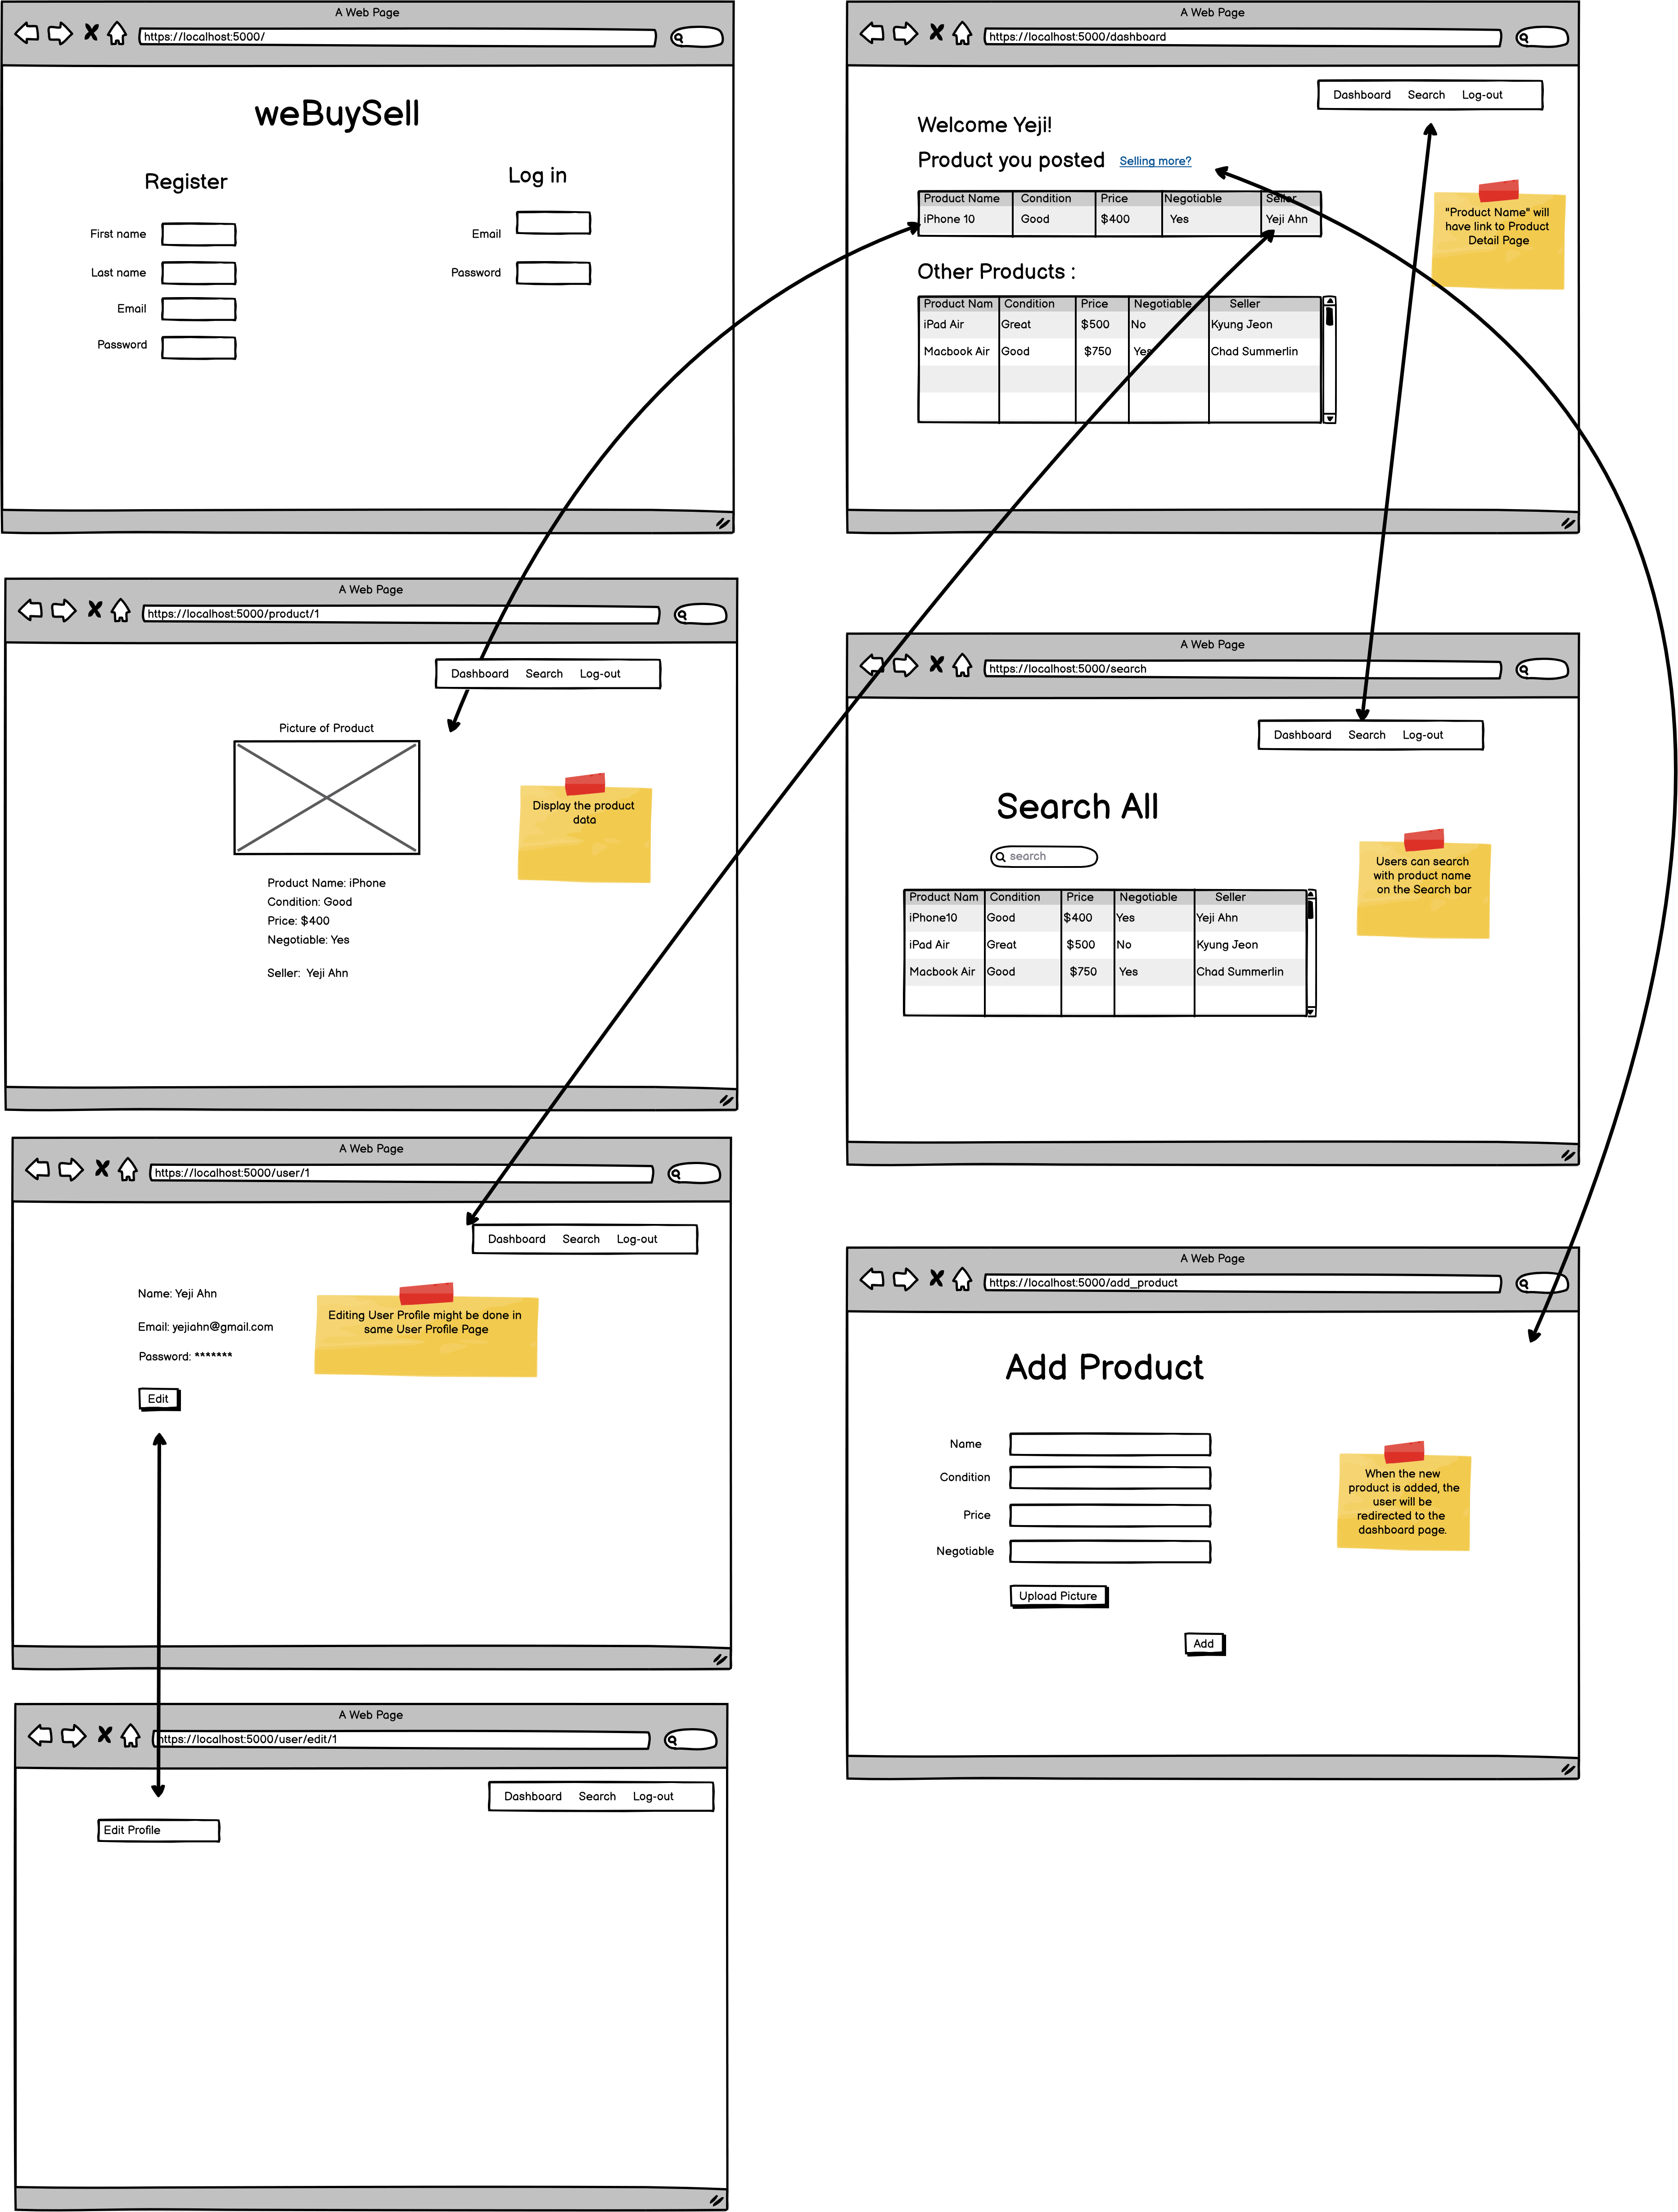 A Web Page
https://localhost:5000/
weBuySell
Register
First name
Last name
Email
Password
Log in
Email
Password
A Web Page
https://localhost:5000/dashboard
Dashboard Search Log-out
Welcome Yeji!
Product you posted Selling more?
Product Name Condition Price Negotiable Seller
iPhone 10 Good $400 Yes Yeji Ahn
"Product Name" will
have link to Product
Detail Page
Other Products :
Product Nam Condition Price Negotiable Seller
iPad Air Great $500 No Kyung Jeon
Macbook Air Good $750 Yes Chad Summerlin
A Web Page
https://localhost:5000/product/1
Dashboard Search Log-out
Picture of Product
Display the product
data
Product Name: iPhone
Condition: Good
Price: $400
Negotiable: Yes
Seller: Yeji Ahn
A Web Page
https://localhost:5000/search
Dashboard Search Log-out
Search All
search
Users can search
with product name
on the Search bar
Product Nam Condition Price Negotiable Seller
iPhone10 Good $400 Yes Yeji Ahn
iPad Air Great $500 No Kyung Jeon
Macbook Air Good $750 Yes Chad Summerlin
A Web Page
https://localhost:5000/user/1
Dashboard Search Log-out
Name: Yeji Ahn
Email: yejiahn@gmail.com
Password: *******
Edit
Editing User Profile might be done in
same User Profile Page
A Web Page
https://localhost:5000/add_product
Add Product
Name
Condition
Price
Negotiable
Upload Picture
Add
When the new
product is added, the
user will be
redirected to the
dashboard page.
A Web Page
https://localhost:5000/user/edit/1
Dashboard Search Log-out
Edit Profile